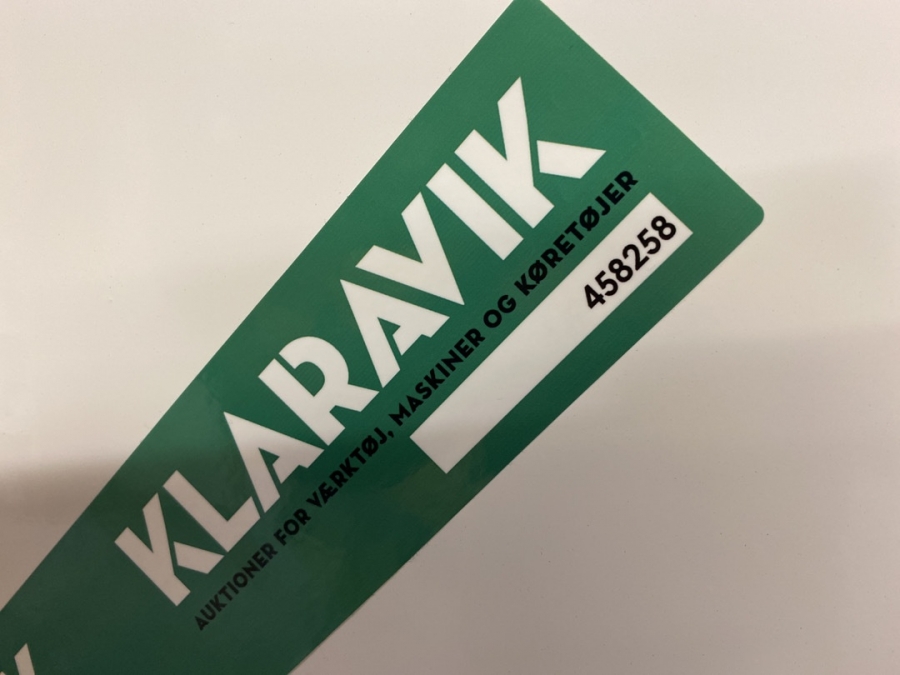 KLARAVIK
AUKTIONER FOR VÆRKTØJ, MASKINER OG KØRETØJER
458258